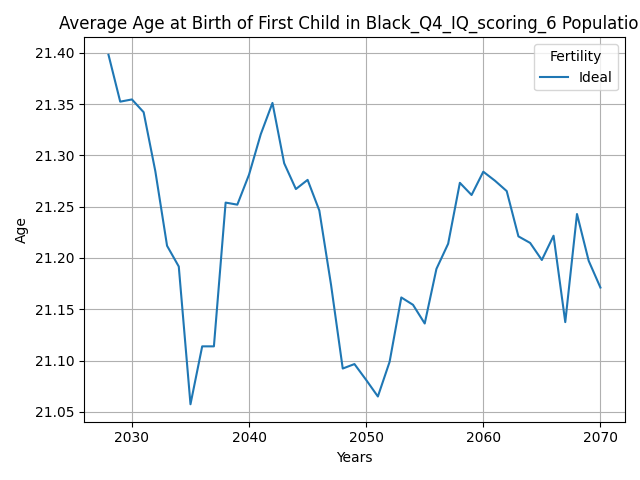 Average Age at Birth of First Child in Black_Q4_IQ_scoring_6 Populatio
21.40
21.35
21.30
21.25
21.20
21.15
21.10
21.05
Age
Fertility
Ideal
2030 2040 2050 2060 2070
Years